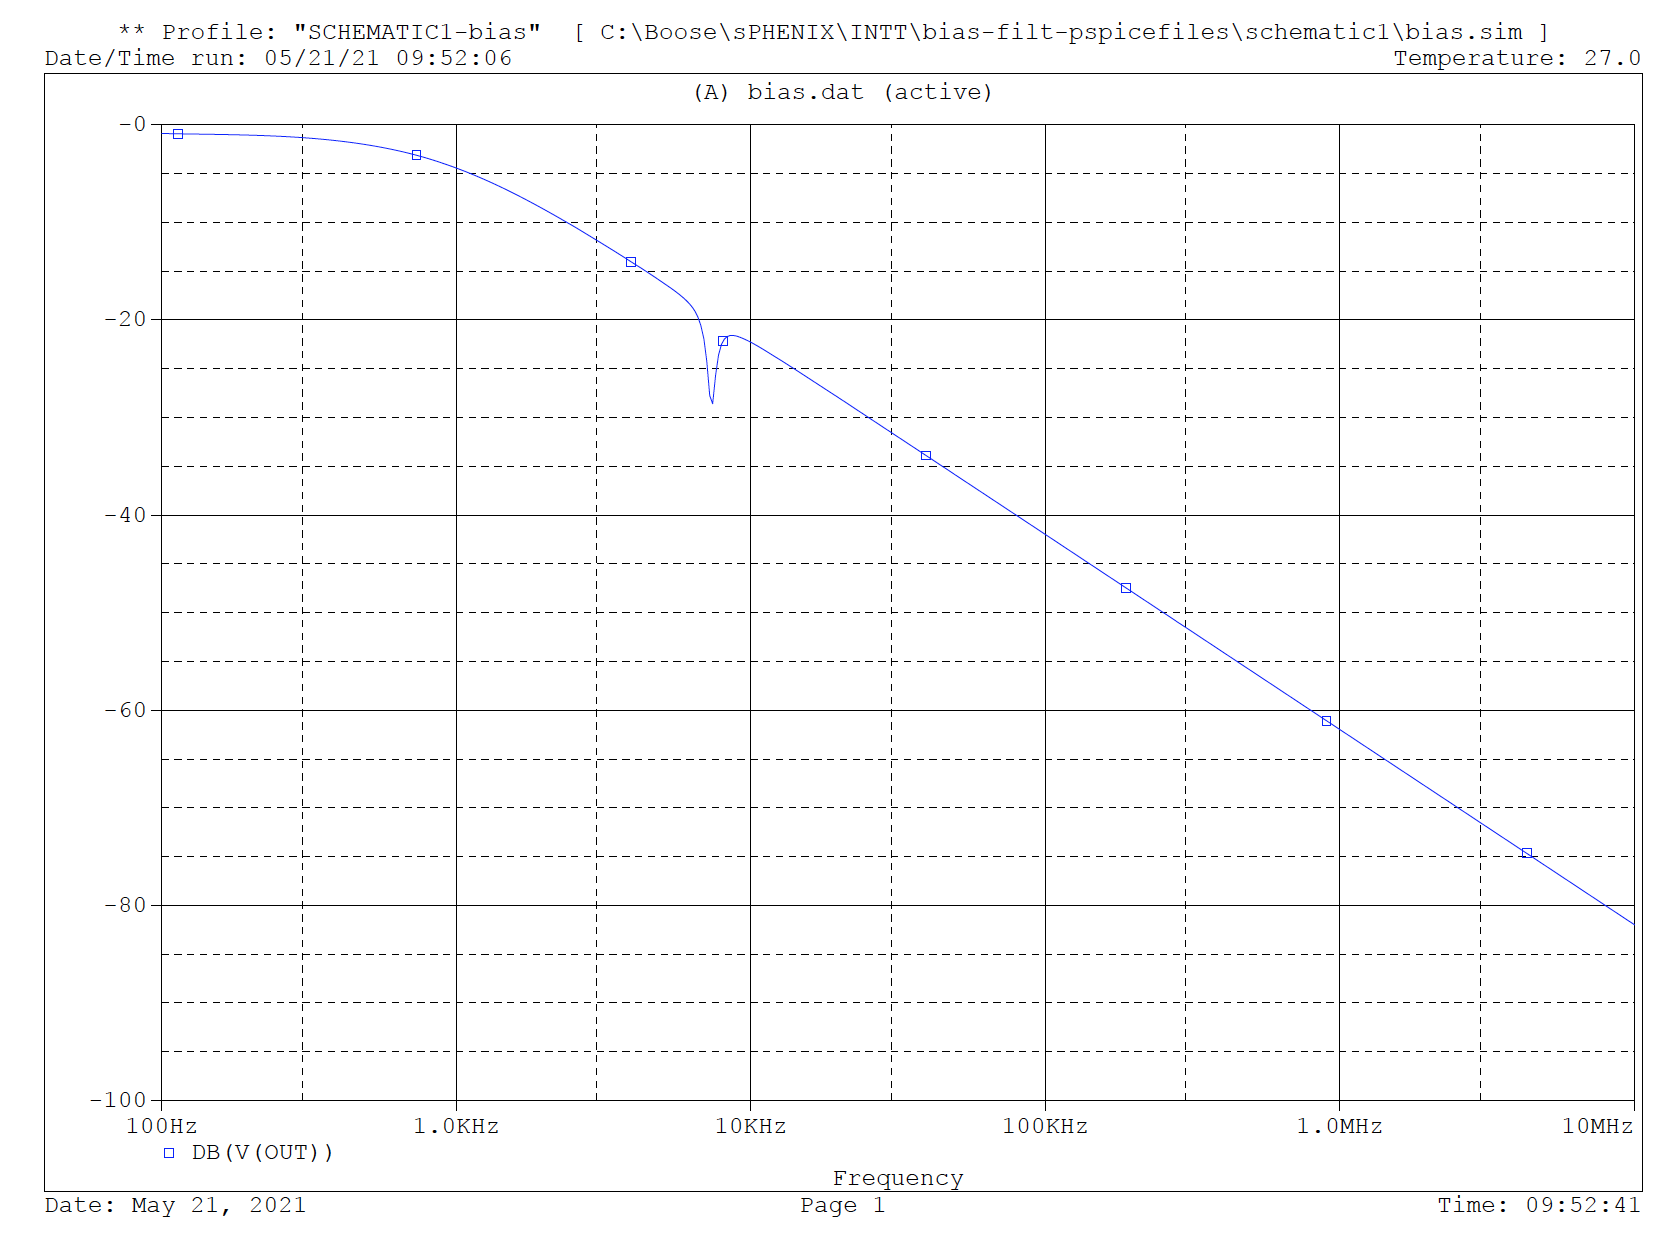 ** Profile: "SCHEMATIC1-bias"  [ C:\Boose\sPHENIX\INTT\bias-filt-pspicefiles\schematic1\bias.sim ]
Date/Time run: 05/21/21 09:52:06 Temperature: 27.0
(A) bias.dat (active)
-0
-20
-40
-60
-80
-100
100Hz 1.0KHz 10KHz 100KHz 1.0MHz 10MHz
DB(V(OUT))
Frequency
Date: May 21, 2021 Page 1 Time: 09:52:41